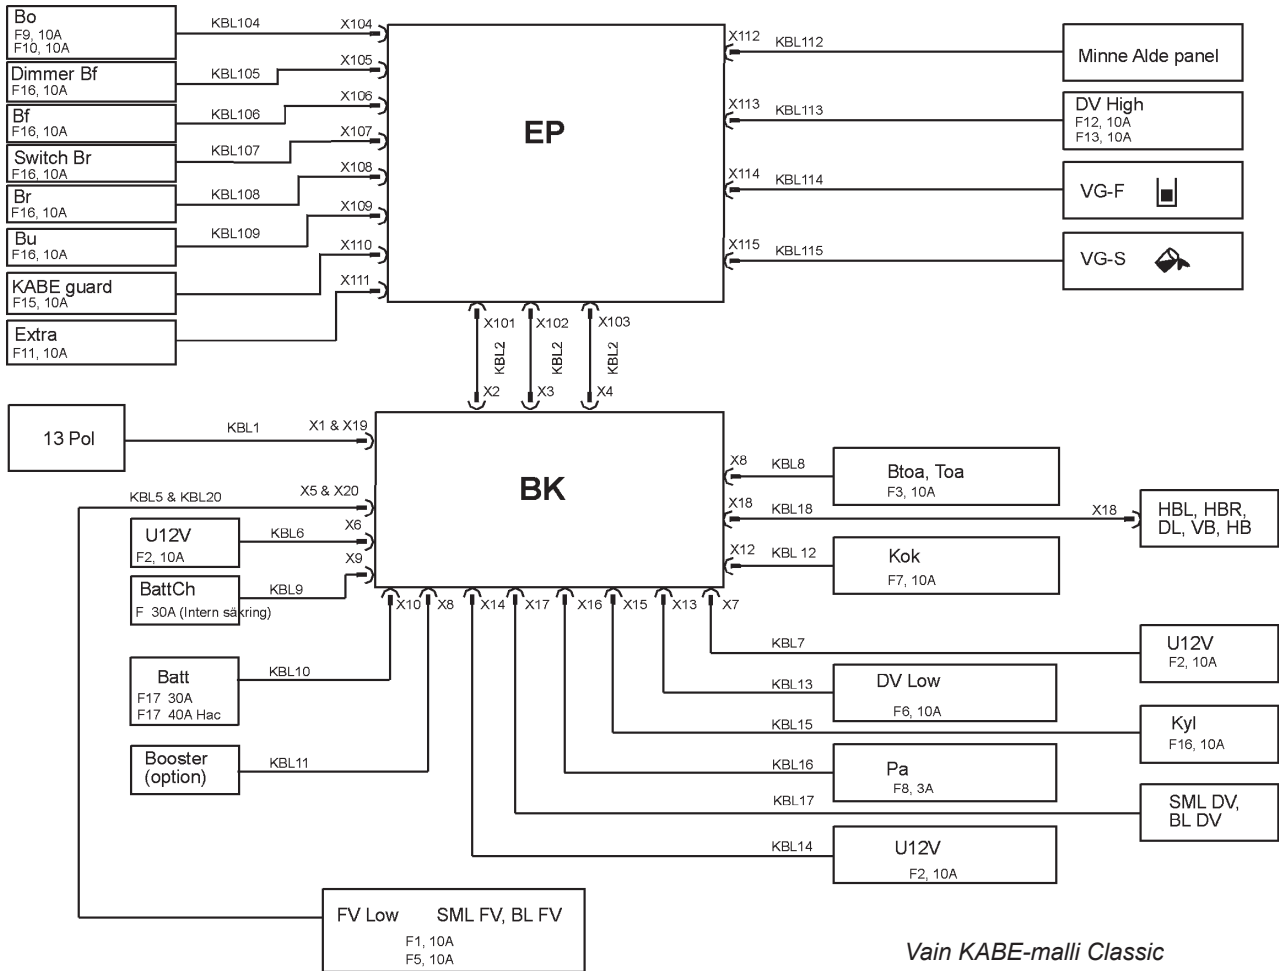 Bo
F9, 10A
F10, 10A
KBL104
X104
Dimmer Bf
F16, 10A
KBL105
X105
Bf
F16, 10A
KBL106
X106
Switch Br
F16, 10A
KBL107
X107
Br
F16, 10A
KBL108
X108
Bu
F16, 10A
KBL109
X109
KABE guard
F15, 10A
X110
Extra
F11, 10A
X111
EP
X112
KBL112
Minne Alde panel
X113
KBL113
DV High
F12, 10A
F13, 10A
X114
KBL114
VG-F
X115
KBL115
VG-S
X101
X102
X103
KBL2
KBL2
KBL2
X2
X3
X4
13 Pol
KBL1
X1 & X19
KBL5 & KBL20
X5 & X20
U12V
F2, 10A
KBL6
X6
BattCh
F 30A (Intern säkring)
KBL9
X9
BK
X8
KBL8
Btoa, Toa
F3, 10A
X18
KBL18
X18
HBL, HBR,
DL, VB, HB
X12
KBL 12
Kok
F7, 10A
X10
X8
X14
X17
X16
X15
X13
X7
Batt
F17 30A
F17 40A Hac
KBL10
Booster
(option)
KBL11
KBL7
U12V
F2, 10A
KBL13
DV Low
F6, 10A
KBL15
Kyl
F16, 10A
KBL16
Pa
F8, 3A
KBL17
SML DV,
BL DV
KBL14
U12V
F2, 10A
FV Low SML FV, BL FV
F1, 10A
F5, 10A
Vain KABE-malli Classic